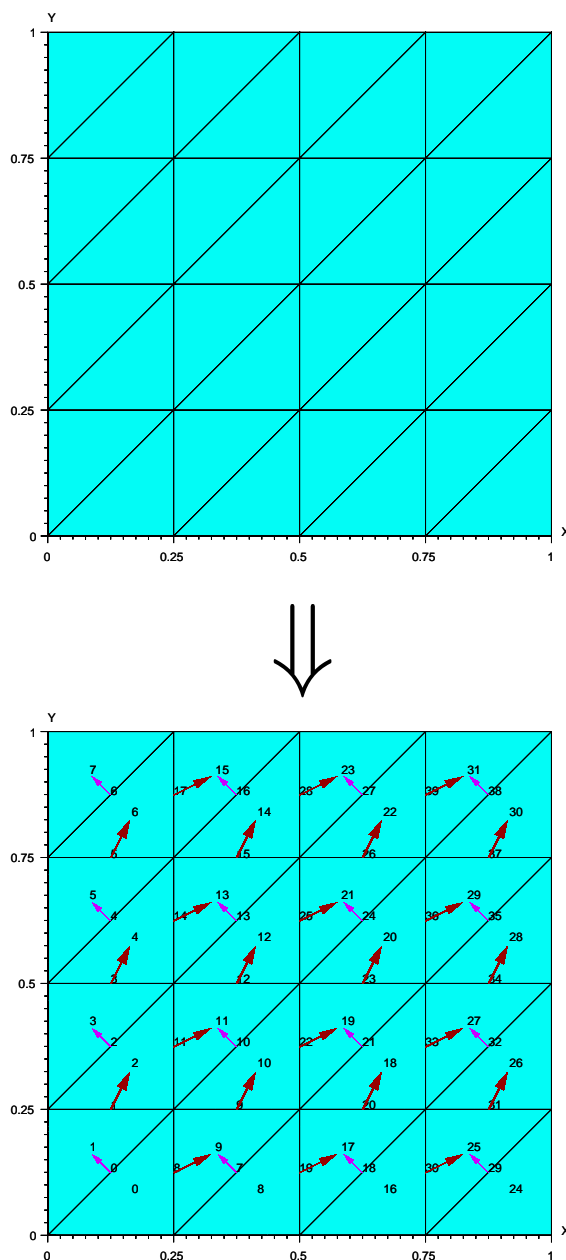 Y
1
0.75
0.5
0.25
X
0
0 0.25 0.5 0.75 1
Y
1
7 15 23 31
6 17 16 28 27 39 38
6 14 22 30
0.75 5 15 26 37
5 13 21 29
4 14 13 25 24 36 35
4 12 20 28
0.5 3 12 23 34
3 11 19 27
2 11 10 22 21 33 32
2 10 18 26
0.25 1 9 20 31
1 9 17 25
0 8 7 19 18 30 29
0 8 16 24
X
0
0 0.25 0.5 0.75 1